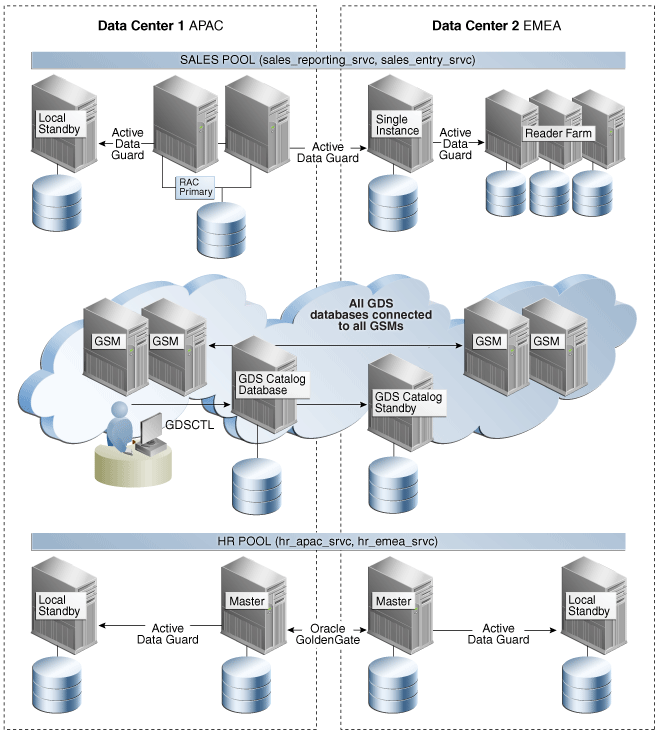 Data Center 1 APAC
Data Center 2 EMEA
SALES POOL (sales_reporting_srvc, sales_entry_srvc)
Local
Standby
Active
Data
Guard
RAC
Primary
Active
Data Guard
Single
Instance
Active
Data
Guard
Reader Farm
All GDS
databases connected
to all GSMs
GSM
GSM
GSM
GSM
GDS Catalog
Database
GDS Catalog
Standby
GDSCTL
HR POOL (hr_apac_srvc, hr_emea_srvc)
Local
Standby
Active
Data Guard
Master
Oracle
GoldenGate
Master
Active
Data Guard
Local
Standby